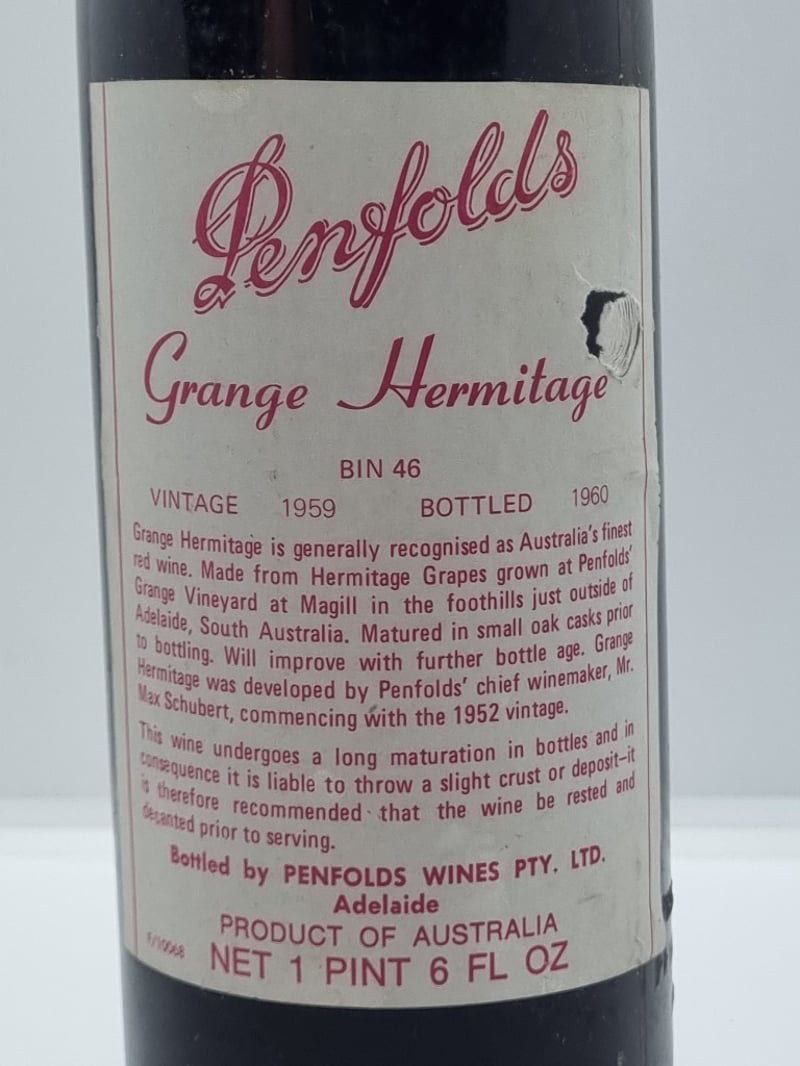 Penfolds
Grange Hermitage
BIN 46
VINTAGE 1959 BOTTLED 1960
Grange Hermitage is generally recognised as Australia's finest
red wine. Made from Hermitage Grapes grown at Penfolds'
Grange Vineyard at Magill in the foothills just outside of
Adelaide, South Australia. Matured in small oak casks prior
to bottling. Will improve with further bottle age. Grange
Hermitage was developed by Penfolds' chief winemaker, Mr.
Max Schubert, commencing with the 1952 vintage.
This wine undergoes a long maturation in bottles and in
consequence it is liable to throw a slight crust or deposit—it
is therefore recommended that the wine be rested and
decanted prior to serving.
Bottled by PENFOLDS WINES PTY. LTD.
Adelaide
PRODUCT OF AUSTRALIA
NET 1 PINT 6 FL OZ